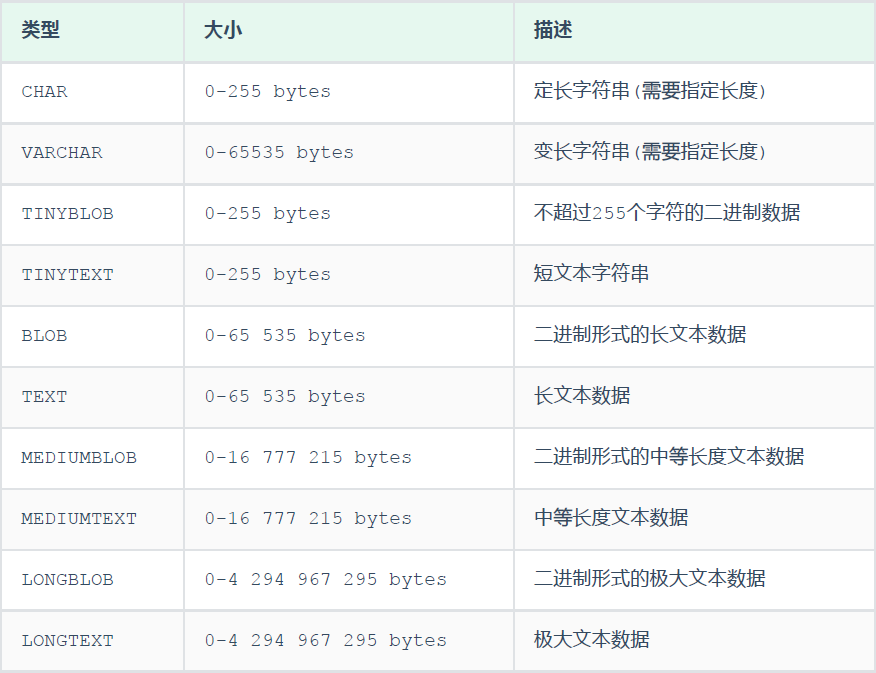 类型 大小 描述
CHAR 0-255 bytes 定长字符串(需要指定长度)
VARCHAR 0-65535 bytes 变长字符串(需要指定长度)
TINYBLOB 0-255 bytes 不超过255个字符的二进制数据
TINYTEXT 0-255 bytes 短文本字符串
BLOB 0-65 535 bytes 二进制形式的长文本数据
TEXT 0-65 535 bytes 长文本数据
MEDIUMBLOB 0-16 777 215 bytes 二进制形式的中等长度文本数据
MEDIUMTEXT 0-16 777 215 bytes 中等长度文本数据
LONGBLOB 0-4 294 967 295 bytes 二进制形式的极大文本数据
LONGTEXT 0-4 294 967 295 bytes 极大文本数据